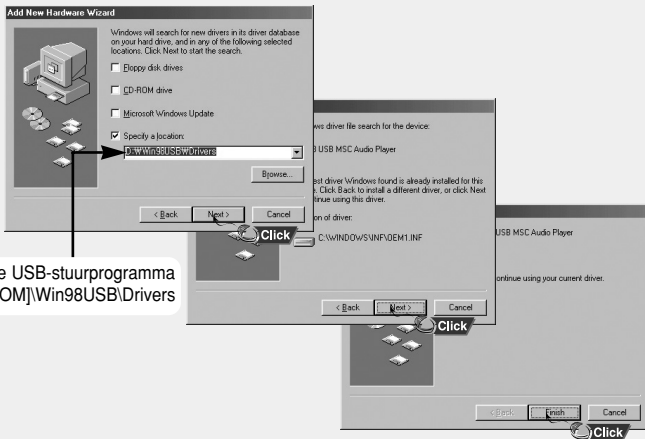 Add New Hardware Wizard
Windows will search for new drivers in its driver database
on your hard drive, and in any of the following selected
locations. Click Next to start the search.
Floppy disk drives
CD-ROM drive
Microsoft Windows Update
Specify a location:
D:₩Win98USB₩Drivers
Browse...
< Back
Next >
Cancel
Click
e USB-stuurprogramma
OM]\Win98USB\Drivers
ws driver file search for the device:
USB MSC Audio Player
est driver Windows found is already installed for this
Click Back to install a different driver, or click Next
tinue using this driver.
on of driver:
C:\WINDOWS\INF\OEM1.INF
< Back
Next >
Cancel
Click
USB MSC Audio Player
ontinue using your current driver.
< Back
Finish
Cancel
Click